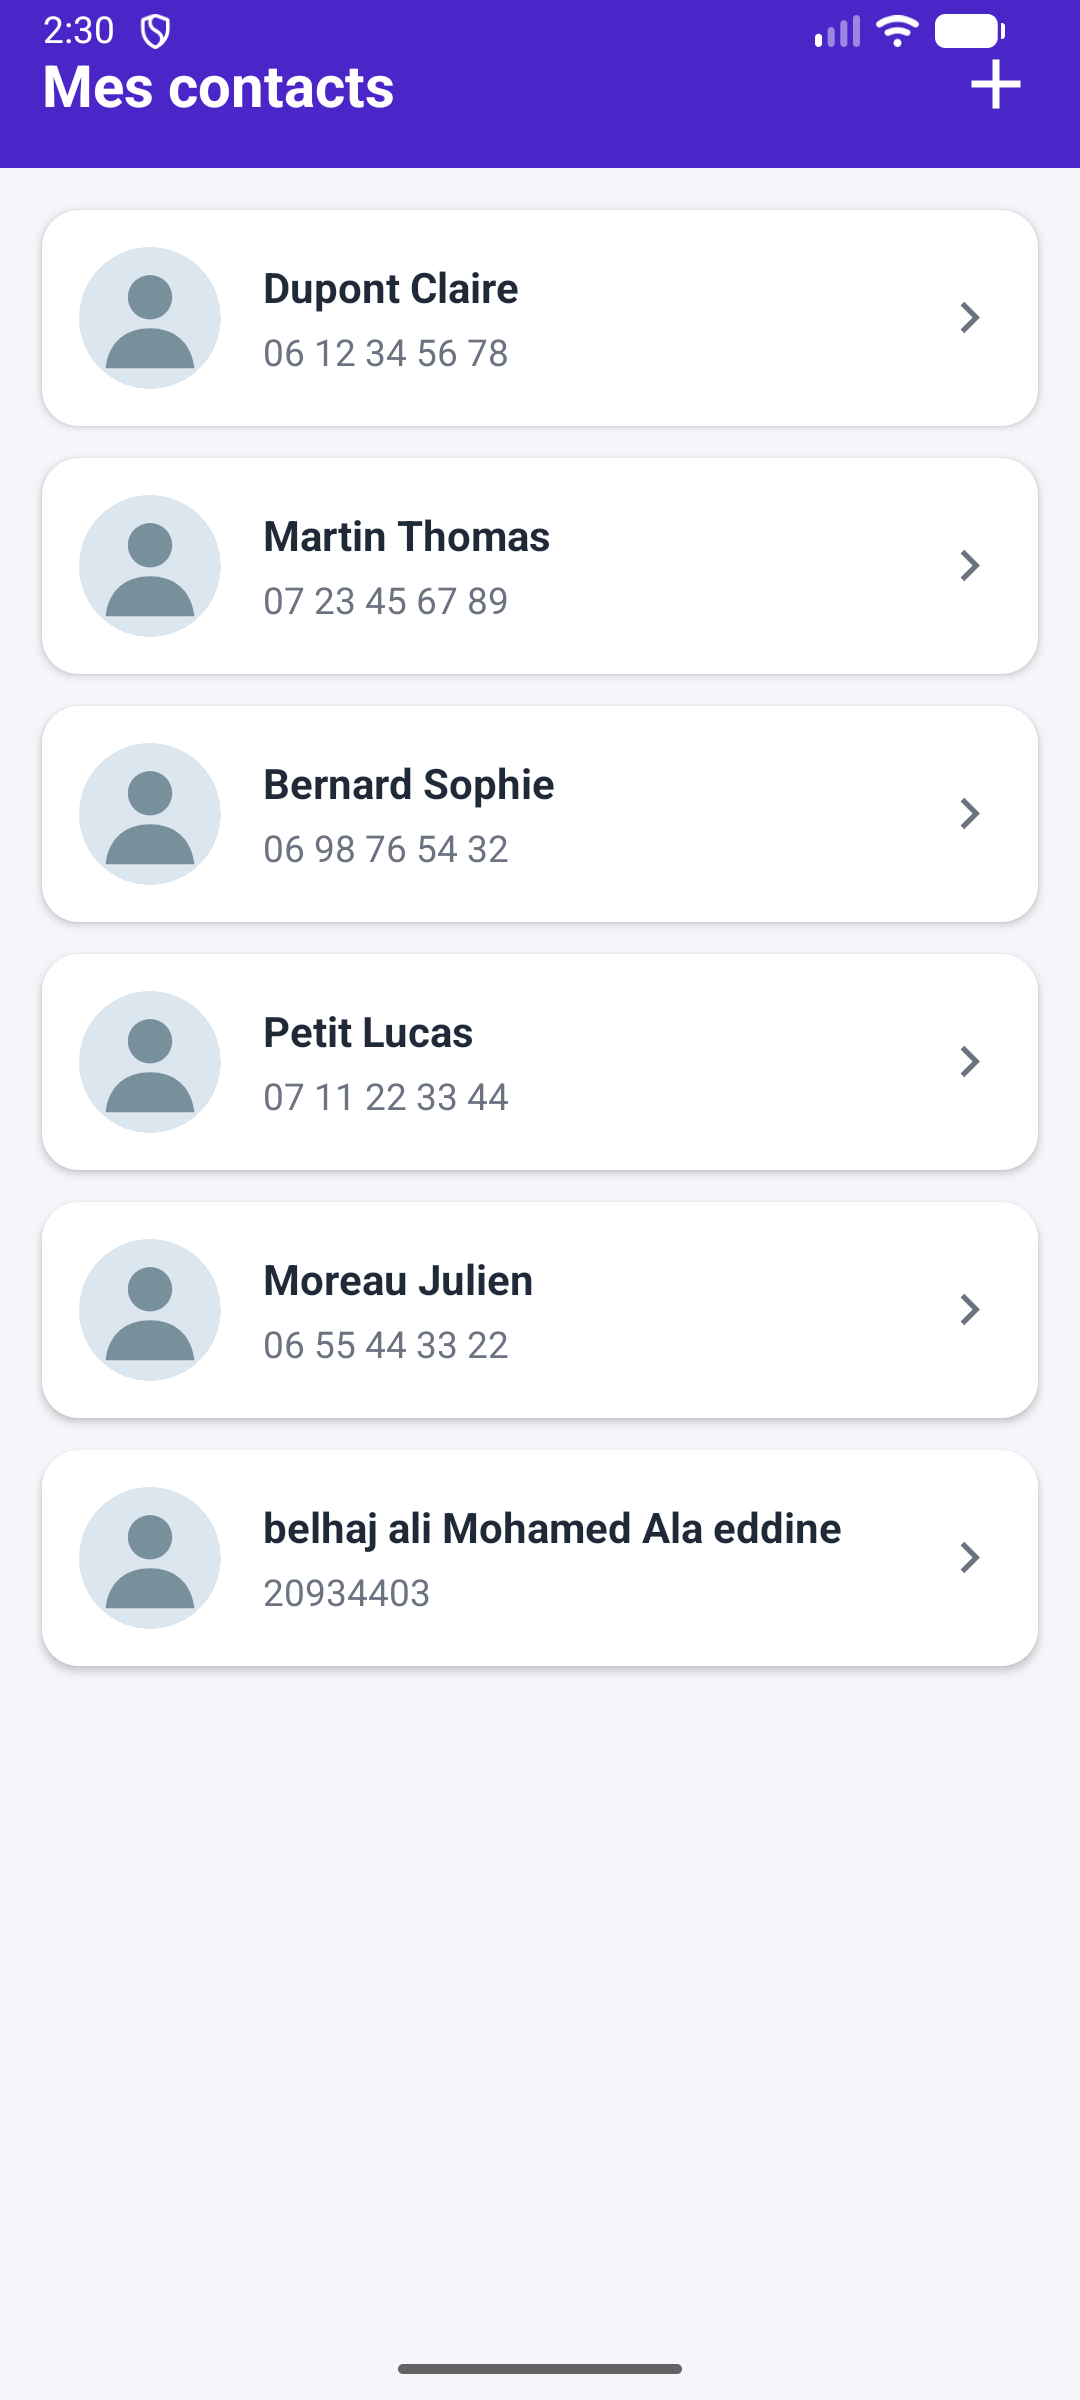 2:30
Mes contacts
Dupont Claire
06 12 34 56 78
Martin Thomas
07 23 45 67 89
Bernard Sophie
06 98 76 54 32
Petit Lucas
07 11 22 33 44
Moreau Julien
06 55 44 33 22
belhaj ali Mohamed Ala eddine
20934403